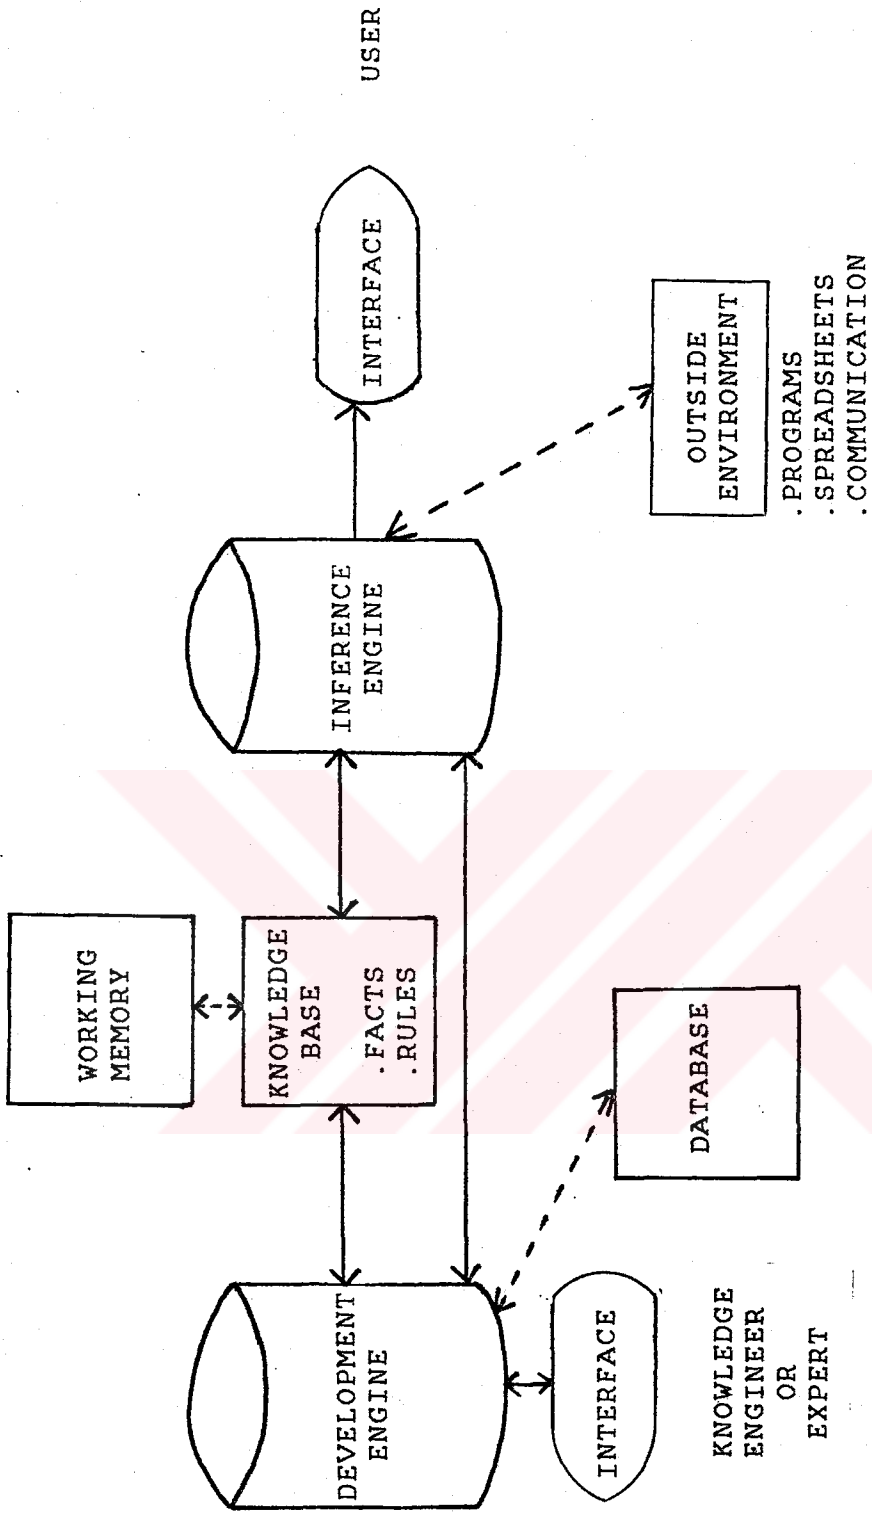 WORKING
MEMORY
KNOWLEDGE
BASE
.FACTS
.RULES
DEVELOPMENT
ENGINE
INFERENCE
ENGINE
INTERFACE
USER
INTERFACE
DATABASE
OUTSIDE
ENVIRONMENT
.PROGRAMS
.SPREADSHEETS
.COMMUNICATION
KNOWLEDGE
ENGINEER
OR
EXPERT